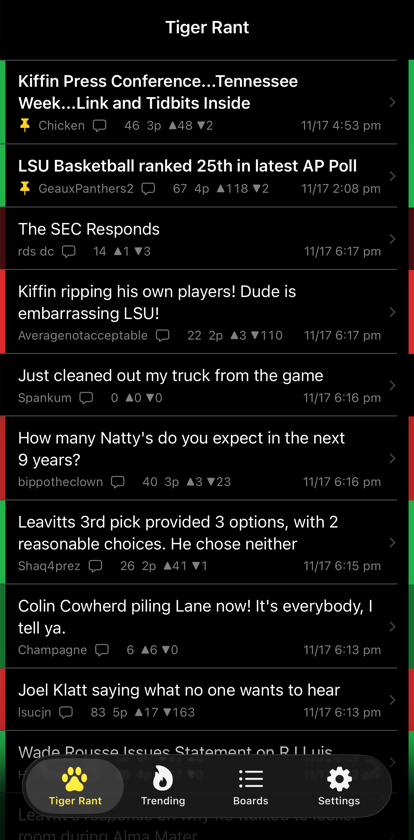 Tiger Rant
Kiffin Press Conference...Tennessee
Week...Link and Tidbits Inside
Chicken 46 3p ▲48 ▼2 11/17 4:53 pm
LSU Basketball ranked 25th in latest AP Poll
GeauxPanthers2 67 4p ▲118 ▼2 11/17 2:08 pm
The SEC Responds
rds dc 14 ▲1 ▼3 11/17 6:17 pm
Kiffin ripping his own players! Dude is
embarrassing LSU!
Averagenotacceptable 22 2p ▲3 ▼110 11/17 6:17 pm
Just cleaned out my truck from the game
Spankum 0 ▲0 ▼0 11/17 6:16 pm
How many Natty's do you expect in the next
9 years?
bippotheclown 40 3p ▲3 ▼23 11/17 6:16 pm
Leavitts 3rd pick provided 3 options, with 2
reasonable choices. He chose neither
Shaq4prez 26 2p ▲41 ▼1 11/17 6:15 pm
Colin Cowherd piling Lane now! It's everybody, I
tell ya.
Champagne 6 ▲6 ▼0 11/17 6:13 pm
Joel Klatt saying what no one wants to hear
lsucjn 83 5p ▲17 ▼163 11/17 6:13 pm
Wade Rousse Issues Statement on RJ Luis
Tiger Rant
Trending
Boards
Settings
room during Alma Mater